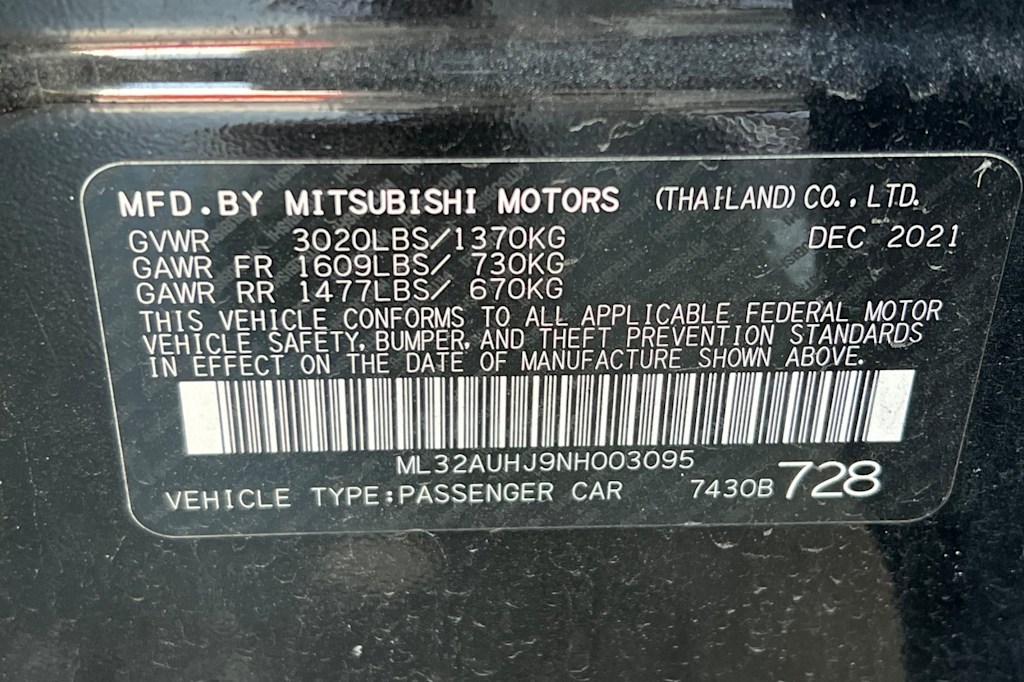 MFD.BY MITSUBISHI MOTORS (THAILAND) CO., LTD.
GVWR 3020LBS/1370KG DEC 2021
GAWR FR 1609LBS/ 730KG
GAWR RR 1477LBS/ 670KG
THIS VEHICLE CONFORMS TO ALL APPLICABLE FEDERAL MOTOR
VEHICLE SAFETY, BUMPER, AND THEFT PREVENTION STANDARDS
IN EFFECT ON THE DATE OF MANUFACTURE SHOWN ABOVE.
ML32AUHJ9NH003095
VEHICLE TYPE:PASSENGER CAR 7430B 728